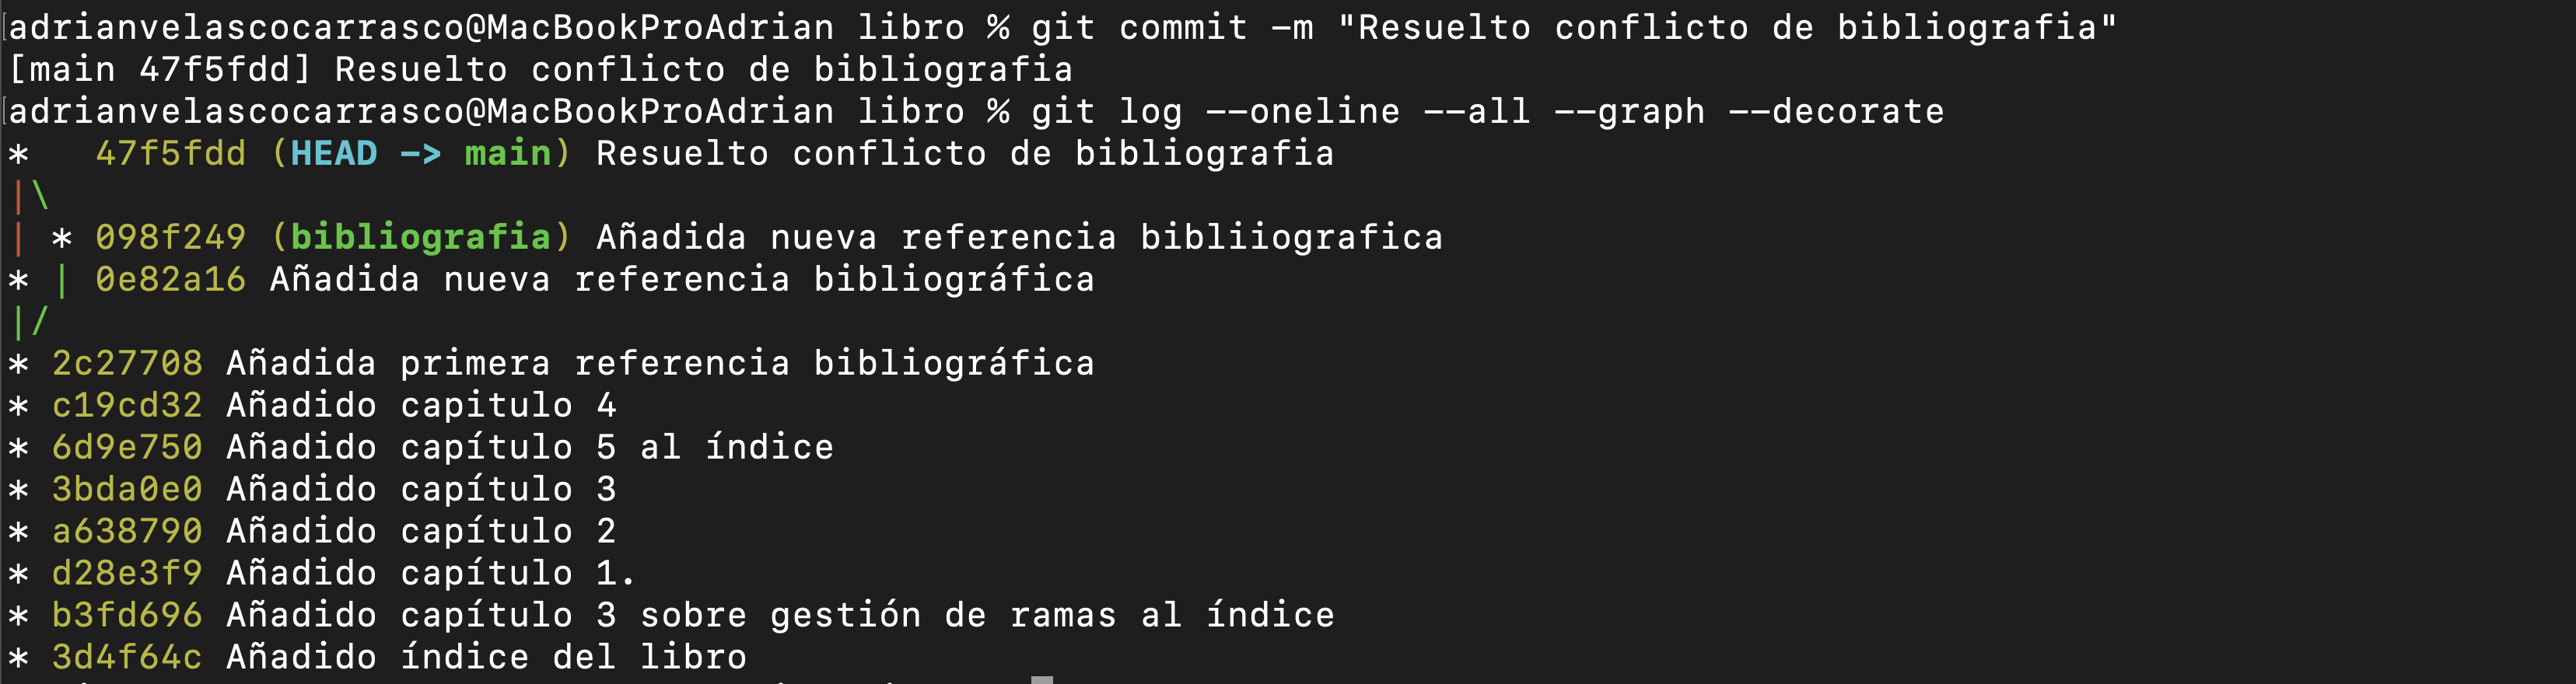 adrianvelascocarrasco@MacBookProAdrian libro % git commit -m "Resuelto conflicto de bibliografia"
[main 47f5fdd] Resuelto conflicto de bibliografia
adrianvelascocarrasco@MacBookProAdrian libro % git log --oneline --all --graph --decorate
*   47f5fdd (HEAD -> main) Resuelto conflicto de bibliografia
|\
| * 098f249 (bibliografia) Añadida nueva referencia bibliiografica
* | 0e82a16 Añadida nueva referencia bibliográfica
|/
* 2c27708 Añadida primera referencia bibliográfica
* c19cd32 Añadido capitulo 4
* 6d9e750 Añadido capítulo 5 al índice
* 3bda0e0 Añadido capítulo 3
* a638790 Añadido capítulo 2
* d28e3f9 Añadido capítulo 1.
* b3fd696 Añadido capítulo 3 sobre gestión de ramas al índice
* 3d4f64c Añadido índice del libro